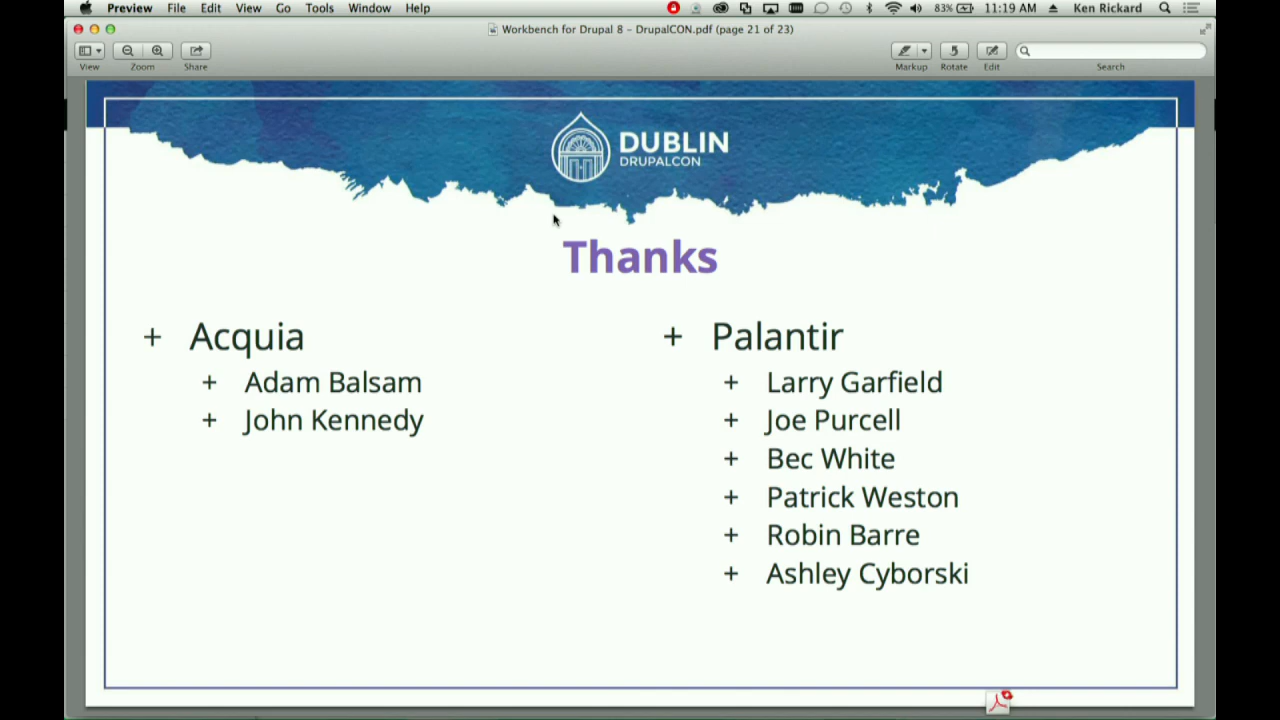 Preview File Edit View Go Tools Window Help 83% 11:19 AM Ken Rickard
Workbench for Drupal 8 - DrupalCON.pdf (page 21 of 23)
View Zoom Share Markup Rotate Edit Search
Search
DUBLIN
DRUPALCON
Thanks
+ Acquia
+ Adam Balsam
+ John Kennedy
+ Palantir
+ Larry Garfield
+ Joe Purcell
+ Bec White
+ Patrick Weston
+ Robin Barre
+ Ashley Cyborski